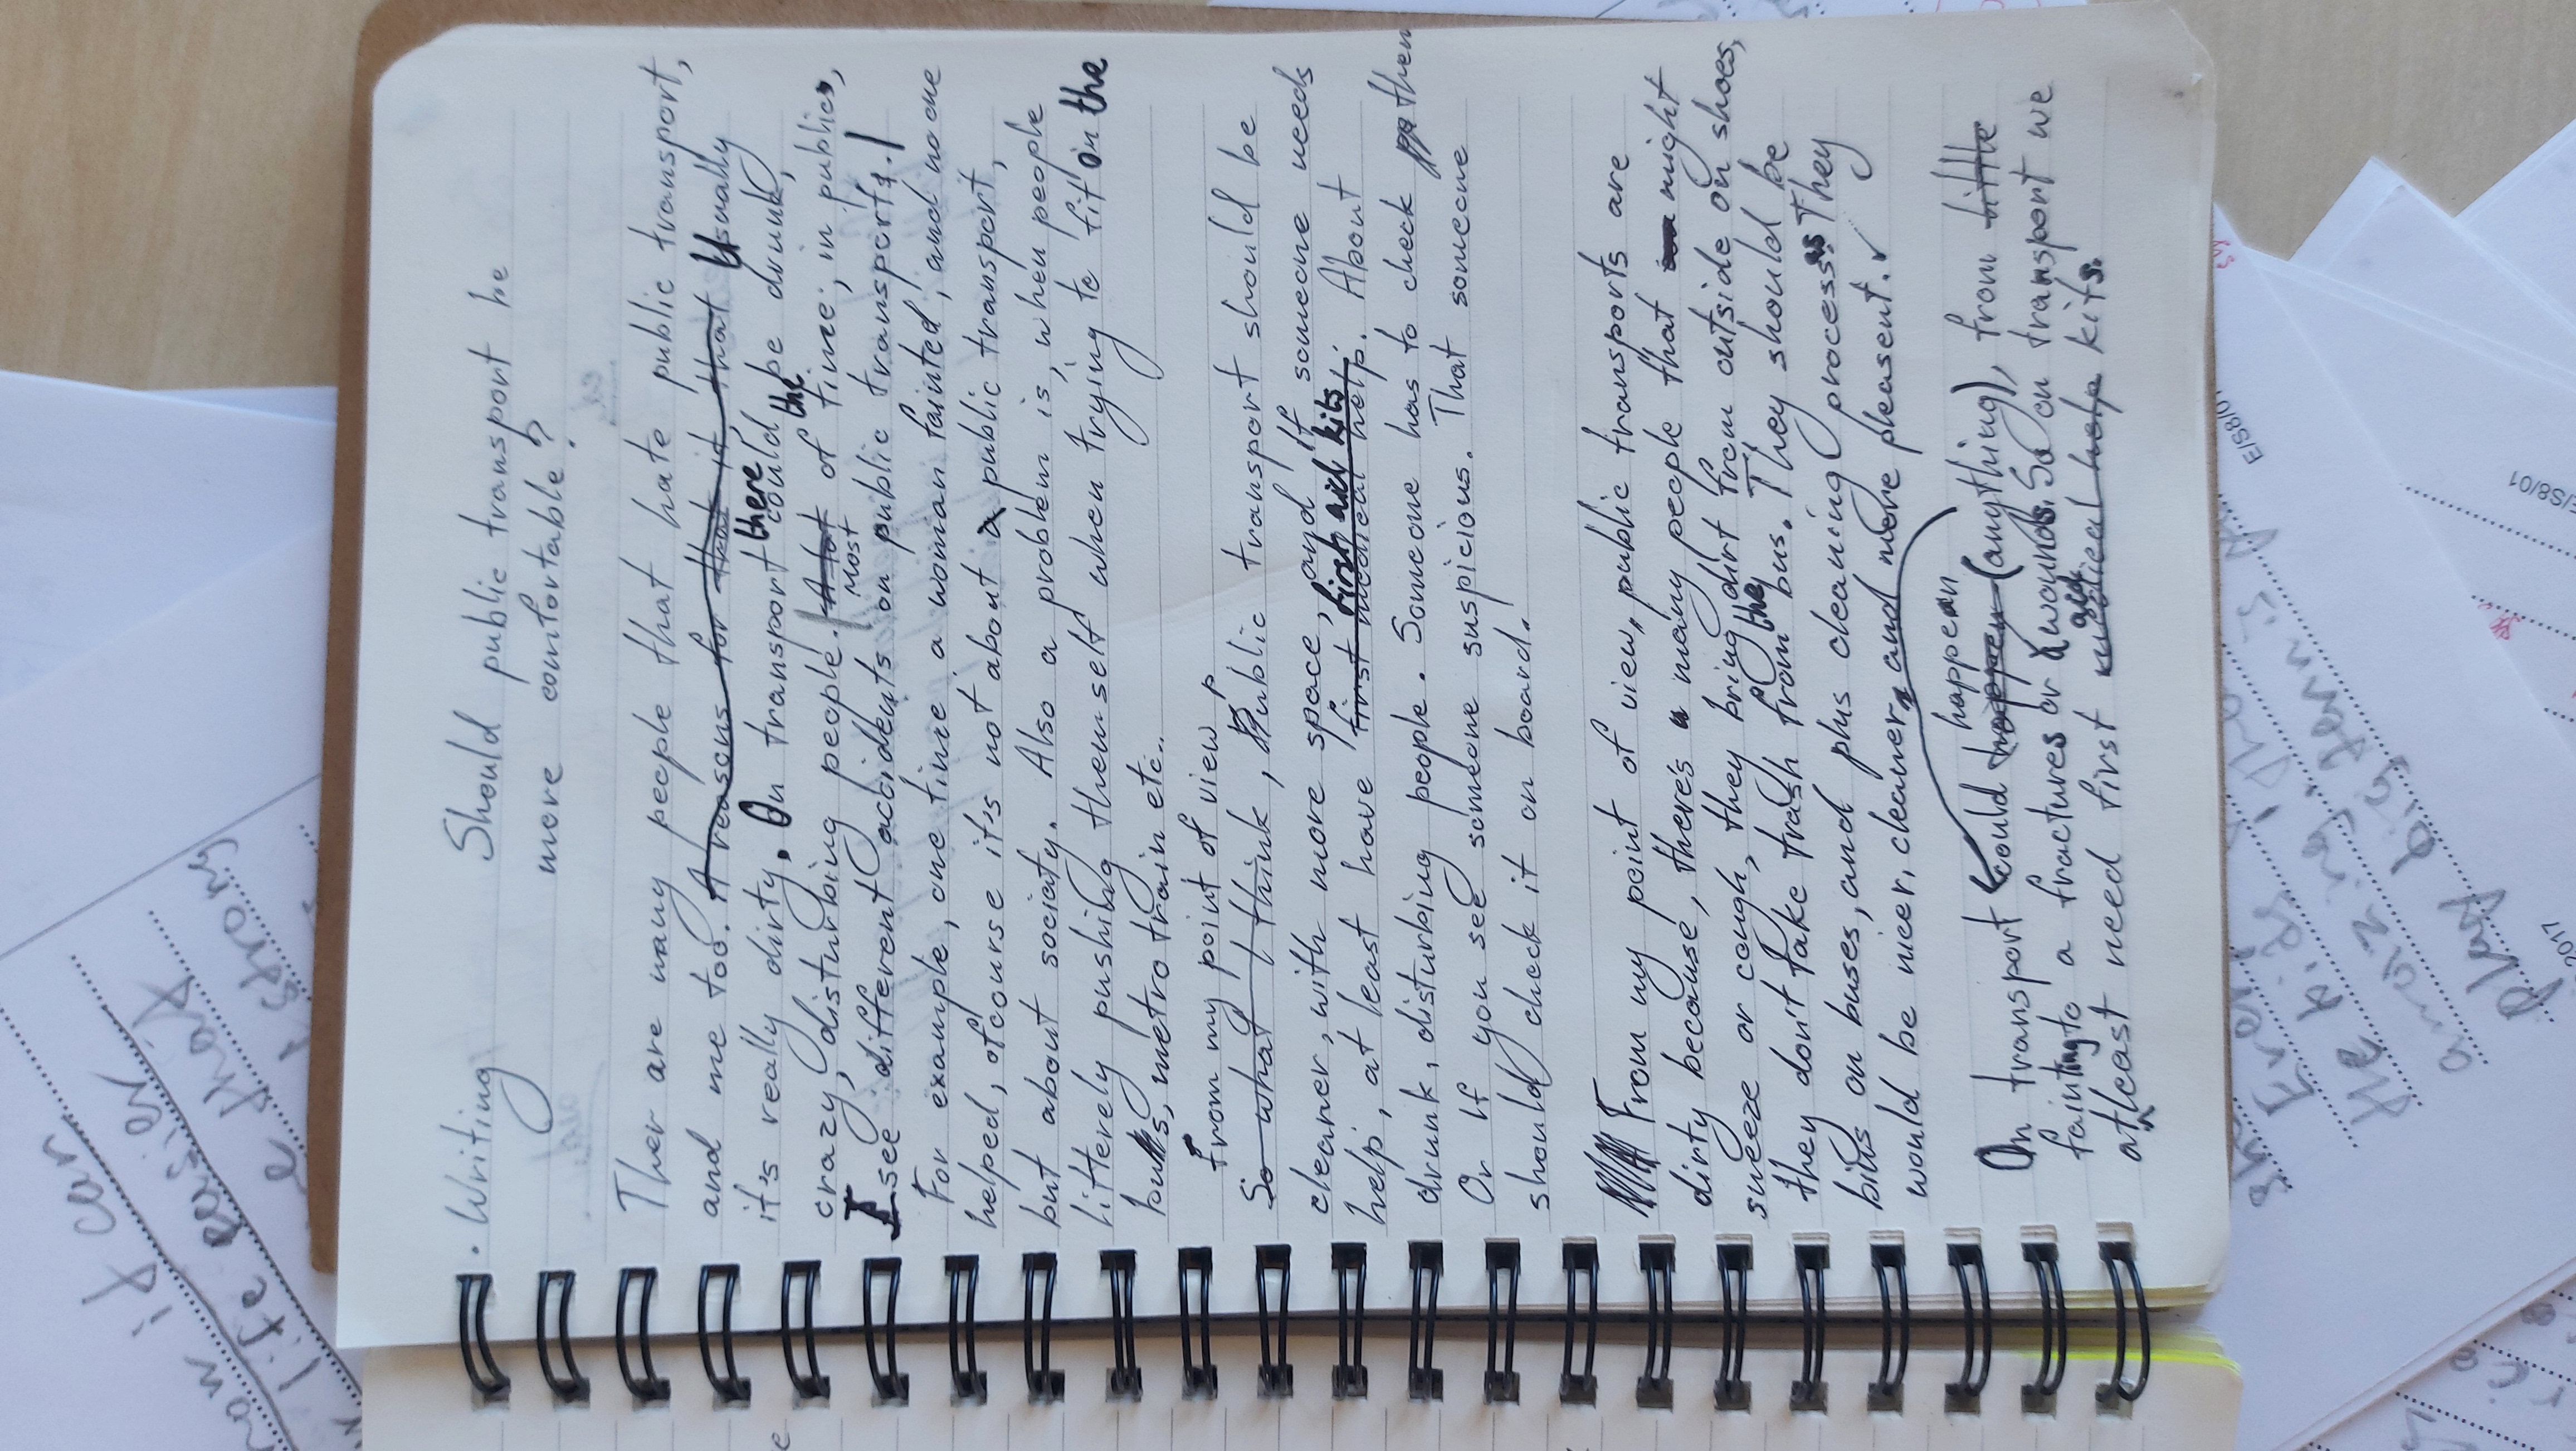 now it can
life easier
that
strong
. Writing Should public transport be
more comfortable?
Ther are many people that hate public transport,
and me too. A reasons for that it, that Usually
it's really dirty. On transport there could be drunk,
crazy, disturbing people. A lot Most of the time, in public,
I see different accidents on public transports.
For example, one time a woman fainted, and no one
helped, ofcourse it's not about a public transport,
but about sociaty. Also a problem is, when people
litterely pushing themself when trying to fit on the
bus, metro train etc..
From my point of view p
So what I think, Public transport should be
cleaner, with more space, and If someone needs
help, at least have first medical help first aid kits. About
drunk, disturbing people. Someone has to check them
Or If you see someone suspicious. That someone
should check it on board.
From my point of view, public transports are
dirty because, there's many people that might
sneeze or cough, they bring dirt from outside on shoes,
they don't take trash from the bus. They should be
bins on buses, and plus cleaning process. as They
would be nicer, cleaner, and more pleasent. ✓
On transport could happen happen (anything), from little
fainting to a fractures or wounds. So on transport we
atleast need first medical help aid kits.
E/S8/01
Ever
He kids
amazing.
play big tennis
2017
E/S8/01